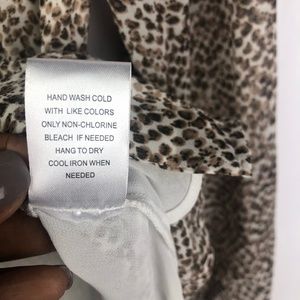 HAND WASH COLD
WITH LIKE COLORS
ONLY NON-CHLORINE
BLEACH IF NEEDED
HANG TO DRY
COOL IRON WHEN
NEEDED